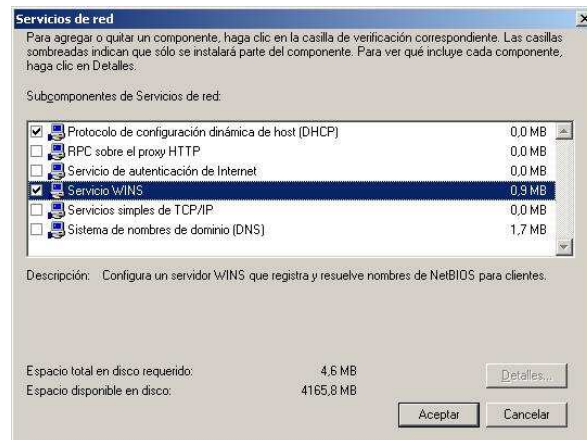 Servicios de red
Para agregar o quitar un componente, haga clic en la casilla de verificación correspondiente. Las casillas
sombreadas indican que sólo se instalará parte del componente. Para ver qué incluye cada componente,
haga clic en Detalles.
Subcomponentes de Servicios de red:
Protocolo de configuración dinámica de host (DHCP) 0,0 MB
RPC sobre el proxy HTTP 0,0 MB
Servicio de autenticación de Internet 0,0 MB
Servicio WINS 0,9 MB
Servicios simples de TCP/IP 0,0 MB
Sistema de nombres de dominio (DNS) 1,7 MB
Descripción: Configura un servidor WINS que registra y resuelve nombres de NetBIOS para clientes.
Espacio total en disco requerido: 4,6 MB
Detalles...
Espacio disponible en disco: 4165,8 MB
Aceptar Cancelar